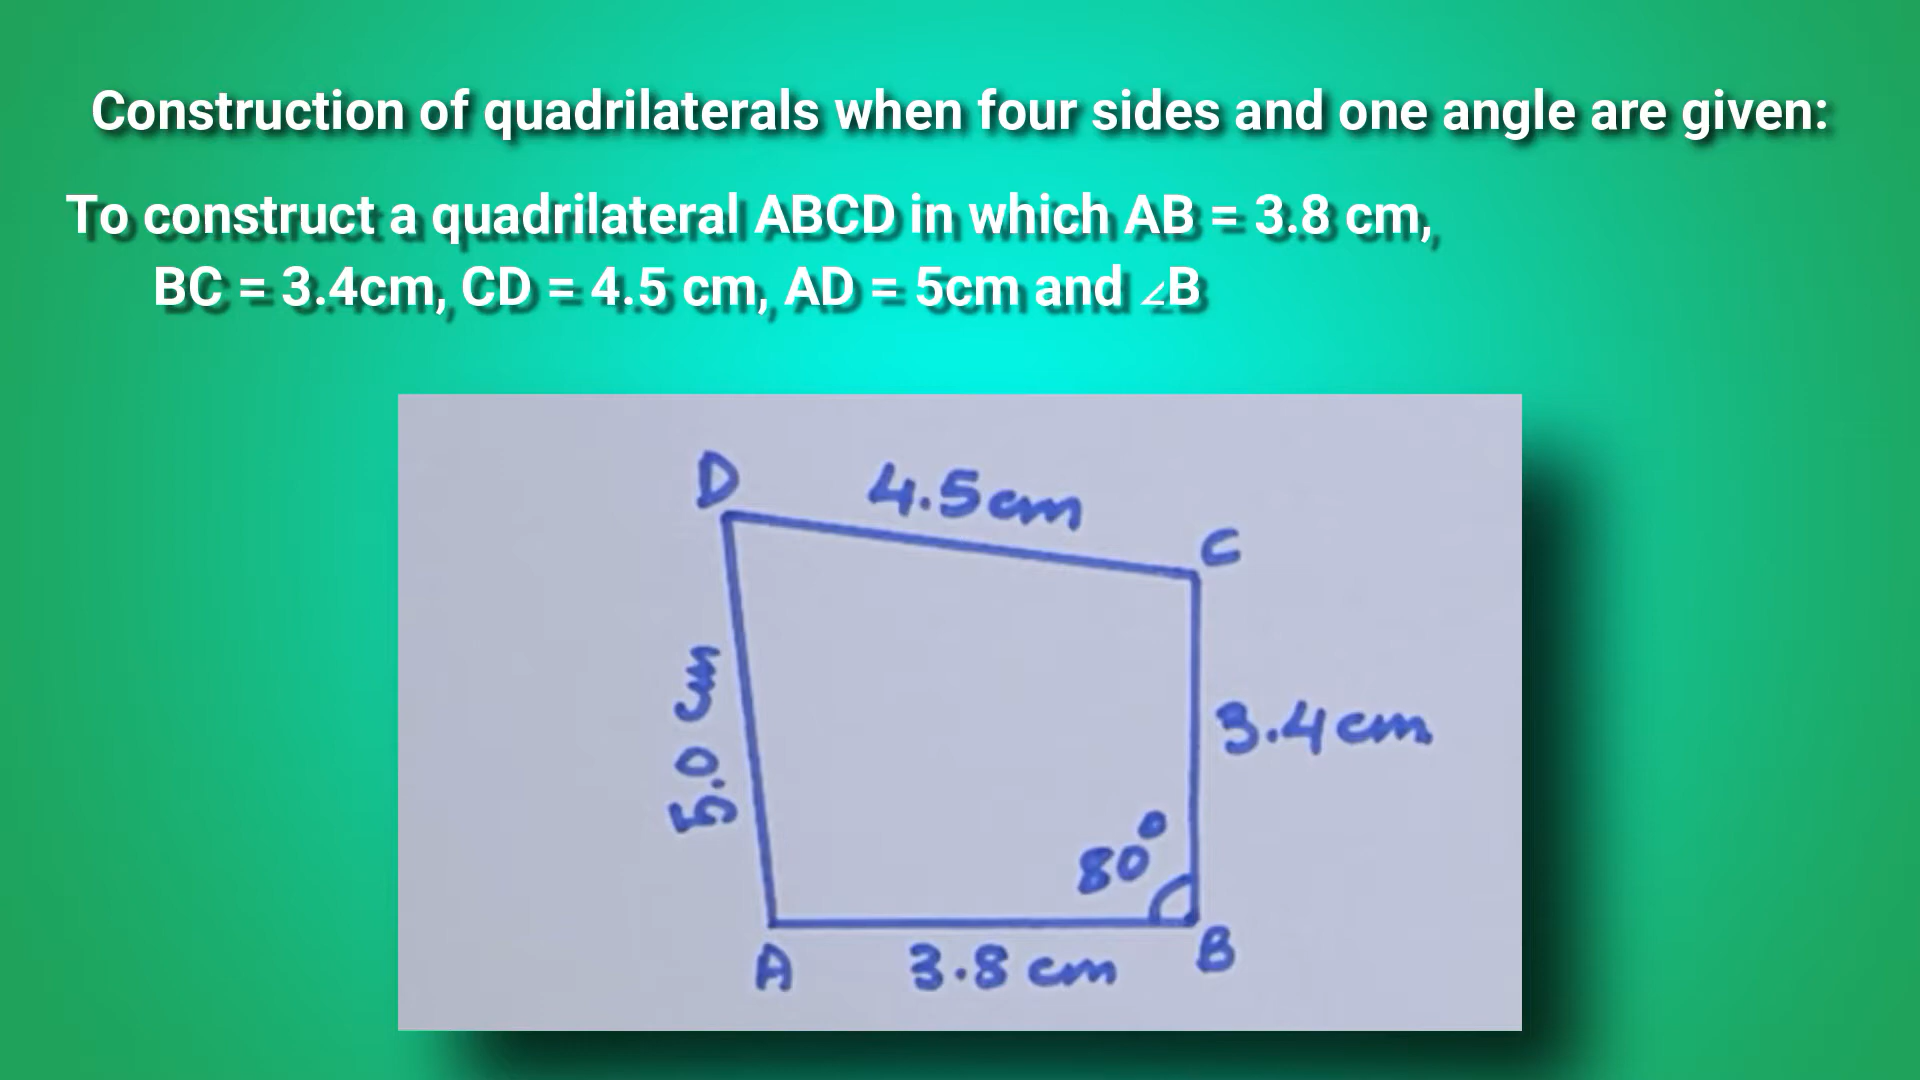 Construction of quadrilaterals when four sides and one angle are given:
To construct a quadrilateral ABCD in which AB = 3.8 cm,
BC = 3.4cm, CD = 4.5 cm, AD = 5cm and ∠B
D
4.5cm
C
5.0 cm
3.4cm
80°
A
3.8 cm
B